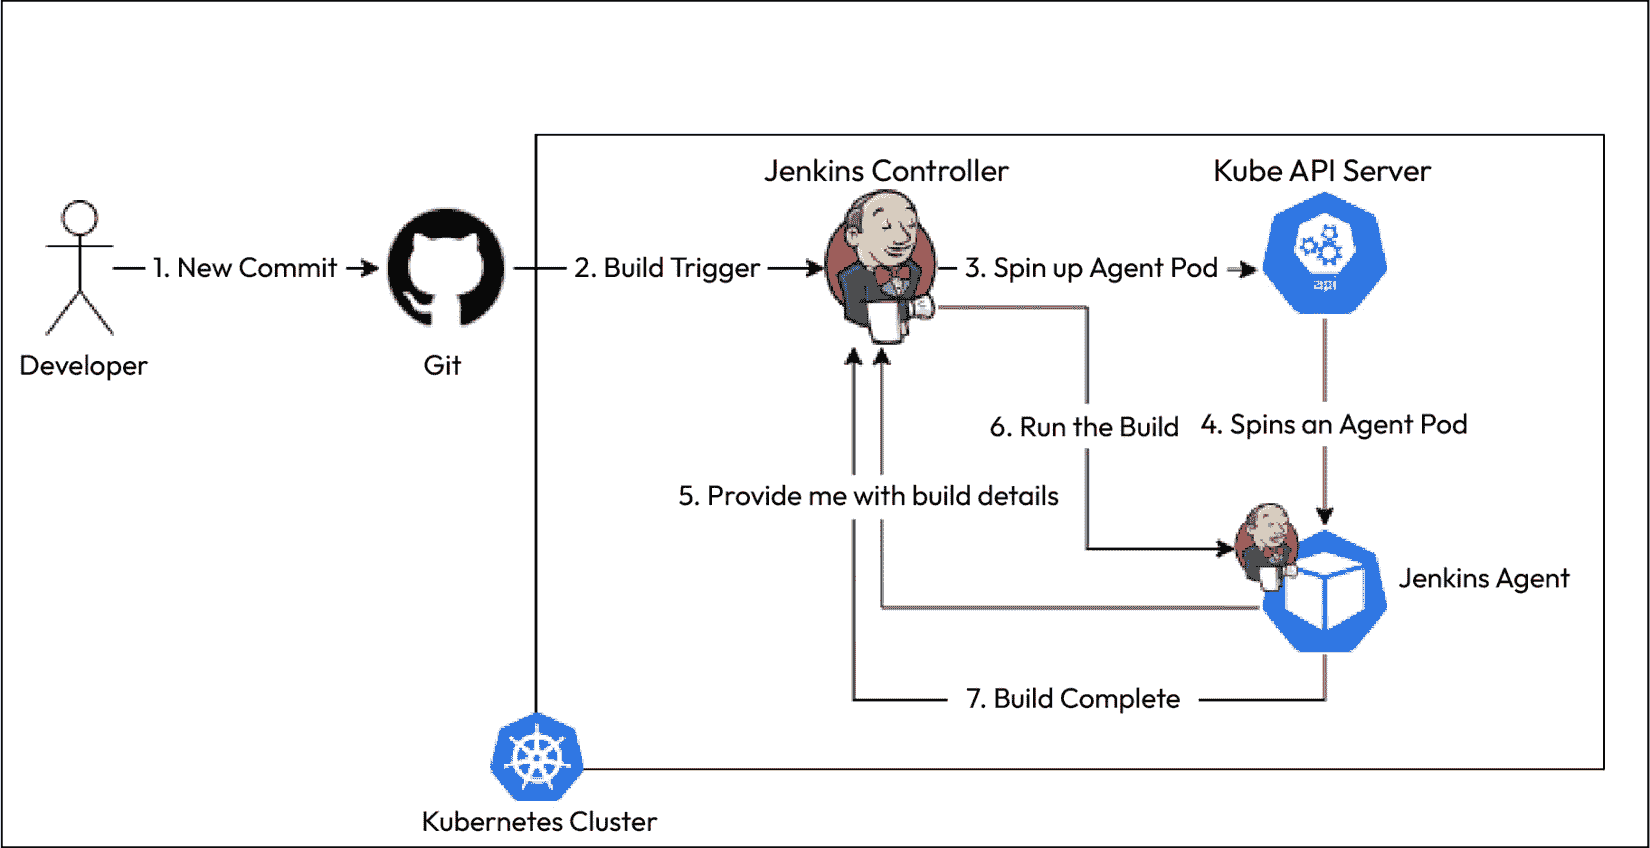 Jenkins Controller
Kube API Server
1. New Commit
2. Build Trigger
3. Spin up Agent Pod
api
Developer
Git
6. Run the Build
4. Spins an Agent Pod
5. Provide me with build details
Jenkins Agent
7. Build Complete
Kubernetes Cluster